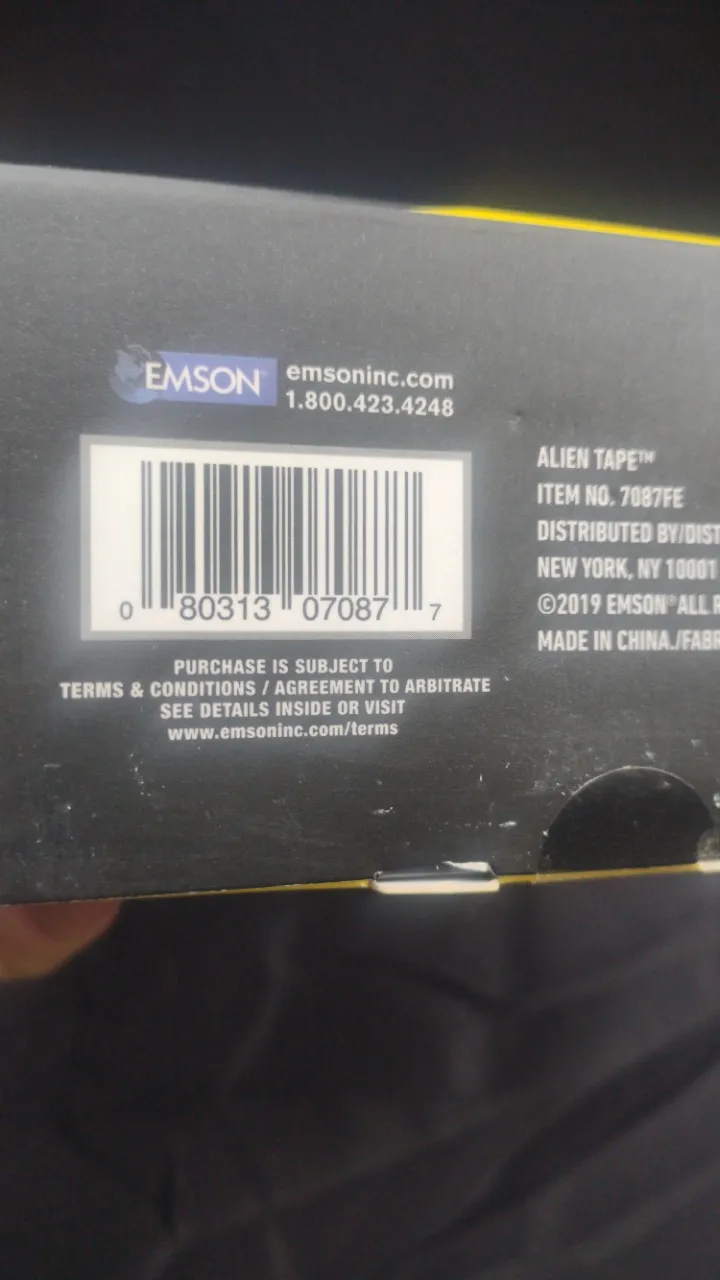 EMSON
emsoninc.com
1.800.423.4248
0 80313 07087 7
PURCHASE IS SUBJECT TO
TERMS & CONDITIONS / AGREEMENT TO ARBITRATE
SEE DETAILS INSIDE OR VISIT
www.emsoninc.com/terms
ALIEN TAPE™
ITEM NO. 7087FE
DISTRIBUTED BY/DIST
NEW YORK, NY 10001
©2019 EMSON® ALL R
MADE IN CHINA./FABR